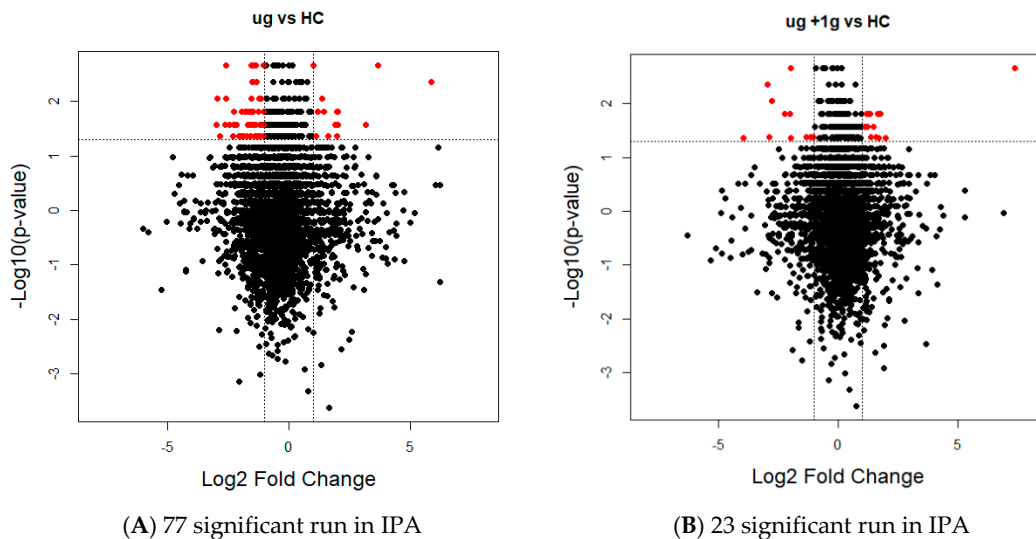 ug vs HC
-Log10(p-value)
2
1
0
-1
-2
-3
-5
0
5
Log2 Fold Change
(A) 77 significant run in IPA
ug +1g vs HC
-Log10(p-value)
2
1
0
-1
-2
-3
-5
0
5
Log2 Fold Change
(B) 23 significant run in IPA